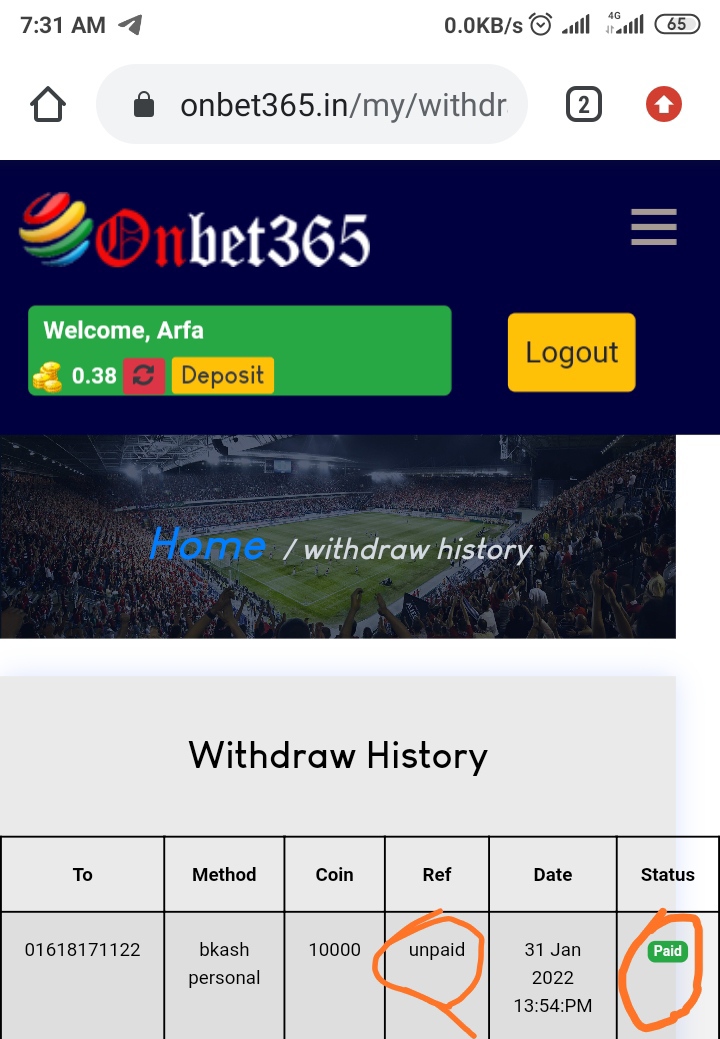 7:31 AM 0.0KB/s 4G 65
onbet365.in/my/withdr
2
Onbet365
Welcome, Arfa
0.38 Deposit
Logout
Home / withdraw history
Withdraw History
To Method Coin Ref Date Status
01618171122 bkash 10000 unpaid 31 Jan Paid
personal 2022
13:54:PM